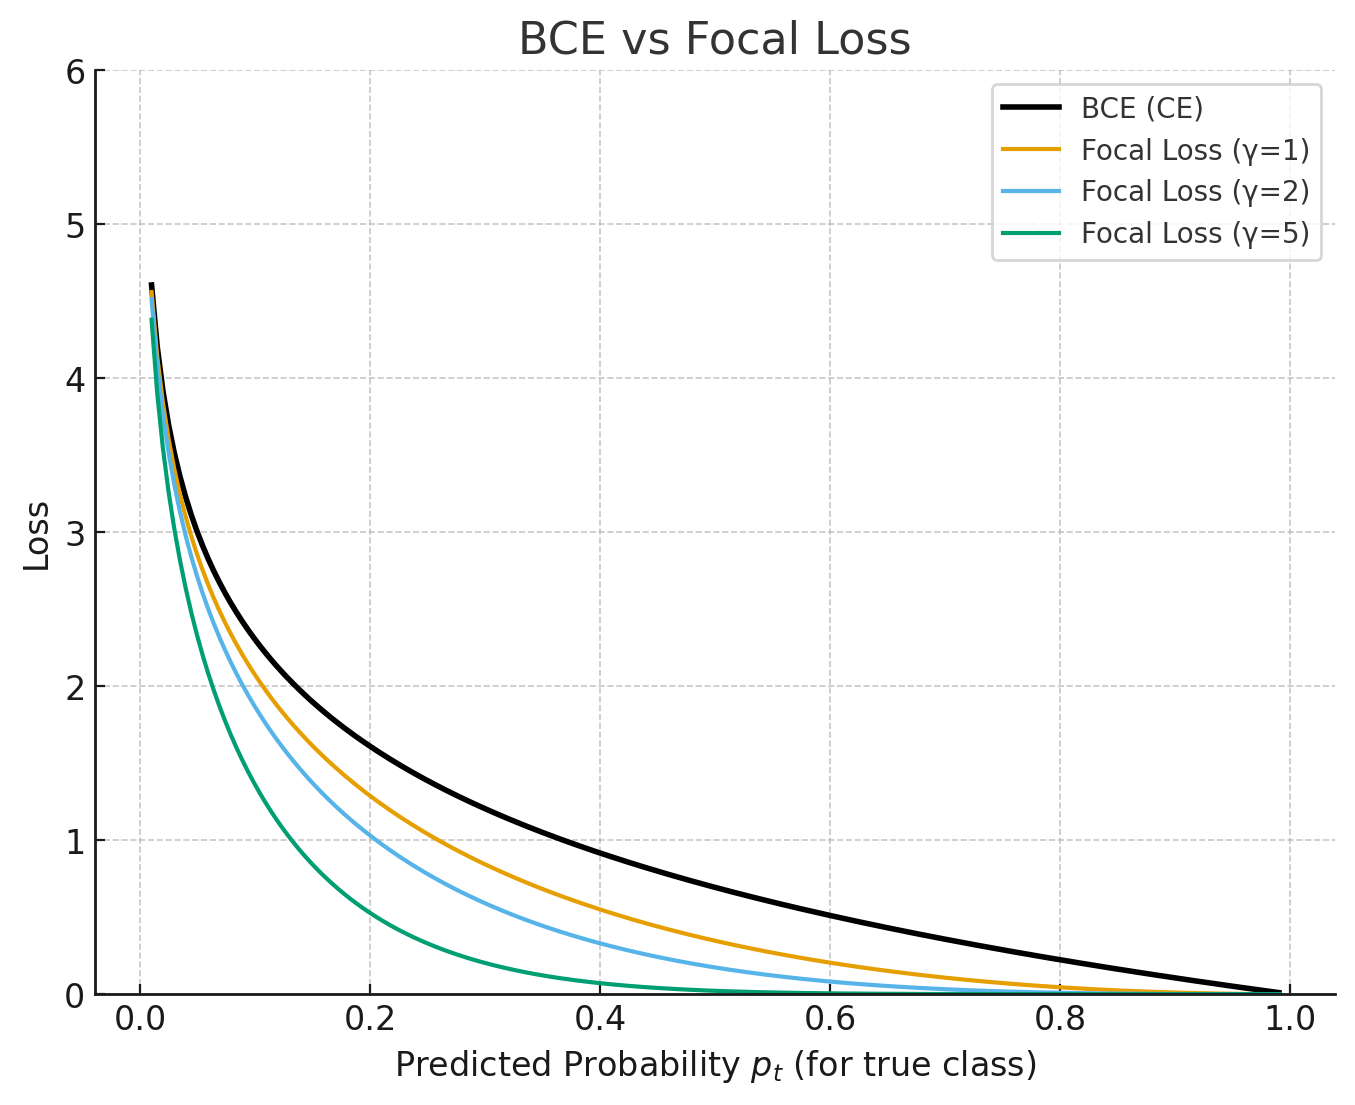 BCE vs Focal Loss
6
5
4
3
2
1
0
Loss
BCE (CE)
Focal Loss (γ=1)
Focal Loss (γ=2)
Focal Loss (γ=5)
0.0 0.2 0.4 0.6 0.8 1.0
Predicted Probability pₜ (for true class)